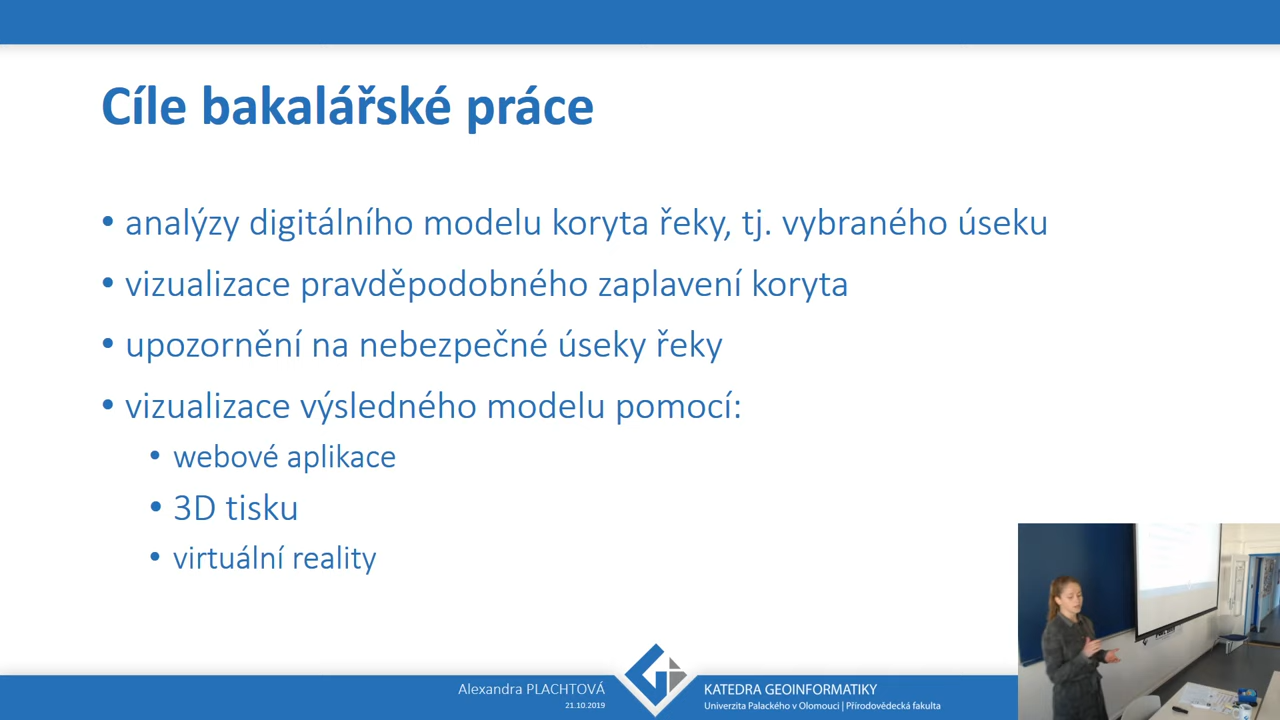 Cíle bakalářské práce
• analýzy digitálního modelu koryta řeky, tj. vybraného úseku
• vizualizace pravděpodobného zaplavení koryta
• upozornění na nebezpečné úseky řeky
• vizualizace výsledného modelu pomocí:
• webové aplikace
• 3D tisku
• virtuální reality
Alexandra PLACHTOVÁ
21.10.2019
KATEDRA GEOINFORMATIKY
Univerzita Palackého v Olomouci | Přírodovědecká fakulta